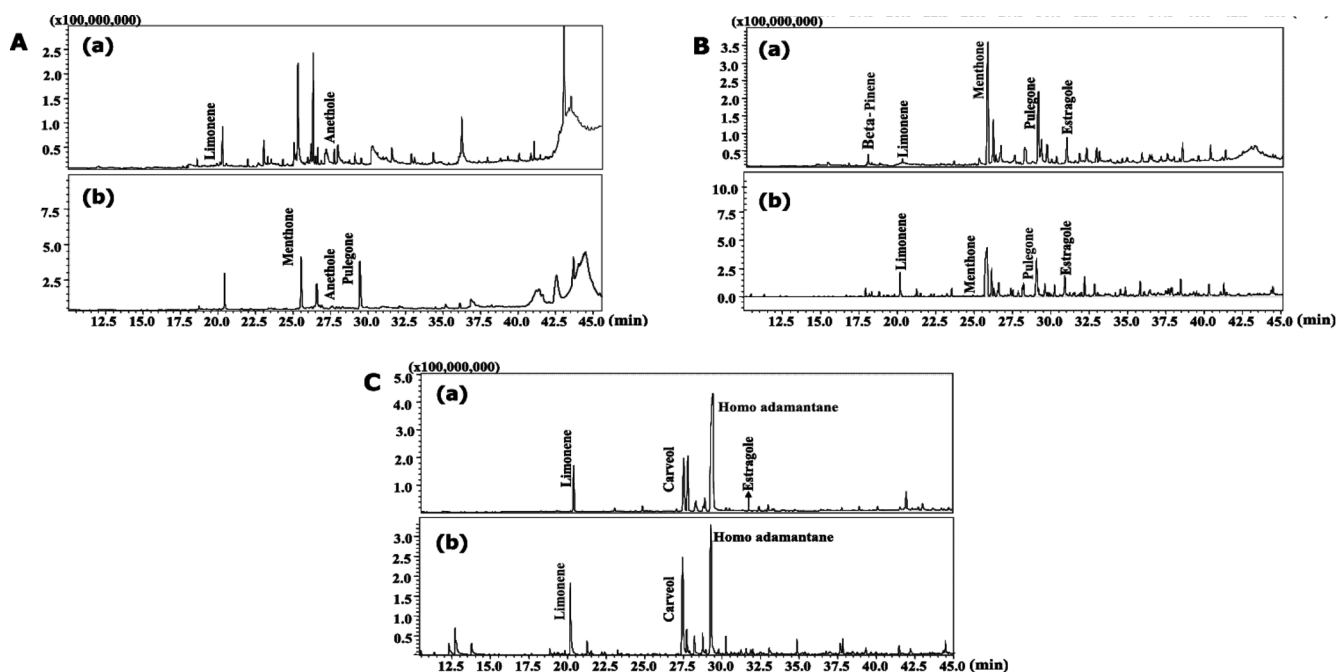 (x100,000,000)
A
(a)
2.5
2.0
1.5
1.0
0.5
Limonene
Anethole
(b)
7.5
5.0
2.5
Menthone
Anethole
Pulegone
12.5 15.0 17.5 20.0 22.5 25.0 27.5 30.0 32.5 35.0 37.5 40.0 42.5 45.0 (min)
(x100,000,000)
B
(a)
3.5
3.0
2.5
2.0
1.5
1.0
0.5
Beta-Pinene
Limonene
Menthone
Pulegone
Estragole
(b)
10.0
7.5
5.0
2.5
0.0
Limonene
Menthone
Pulegone
Estragole
12.5 15.0 17.5 20.0 22.5 25.0 27.5 30.0 32.5 35.0 37.5 40.0 42.5 45.0 (min)
(x100,000,000)
C
(a)
5.0
4.0
3.0
2.0
1.0
Limonene
Carveol
Homo adamantane
Estragole
(b)
3.0
2.5
2.0
1.5
1.0
0.5
Limonene
Carveol
Homo adamantane
12.5 15.0 17.5 20.0 22.5 25.0 27.5 30.0 32.5 35.0 37.5 40.0 42.5 45.0 (min)